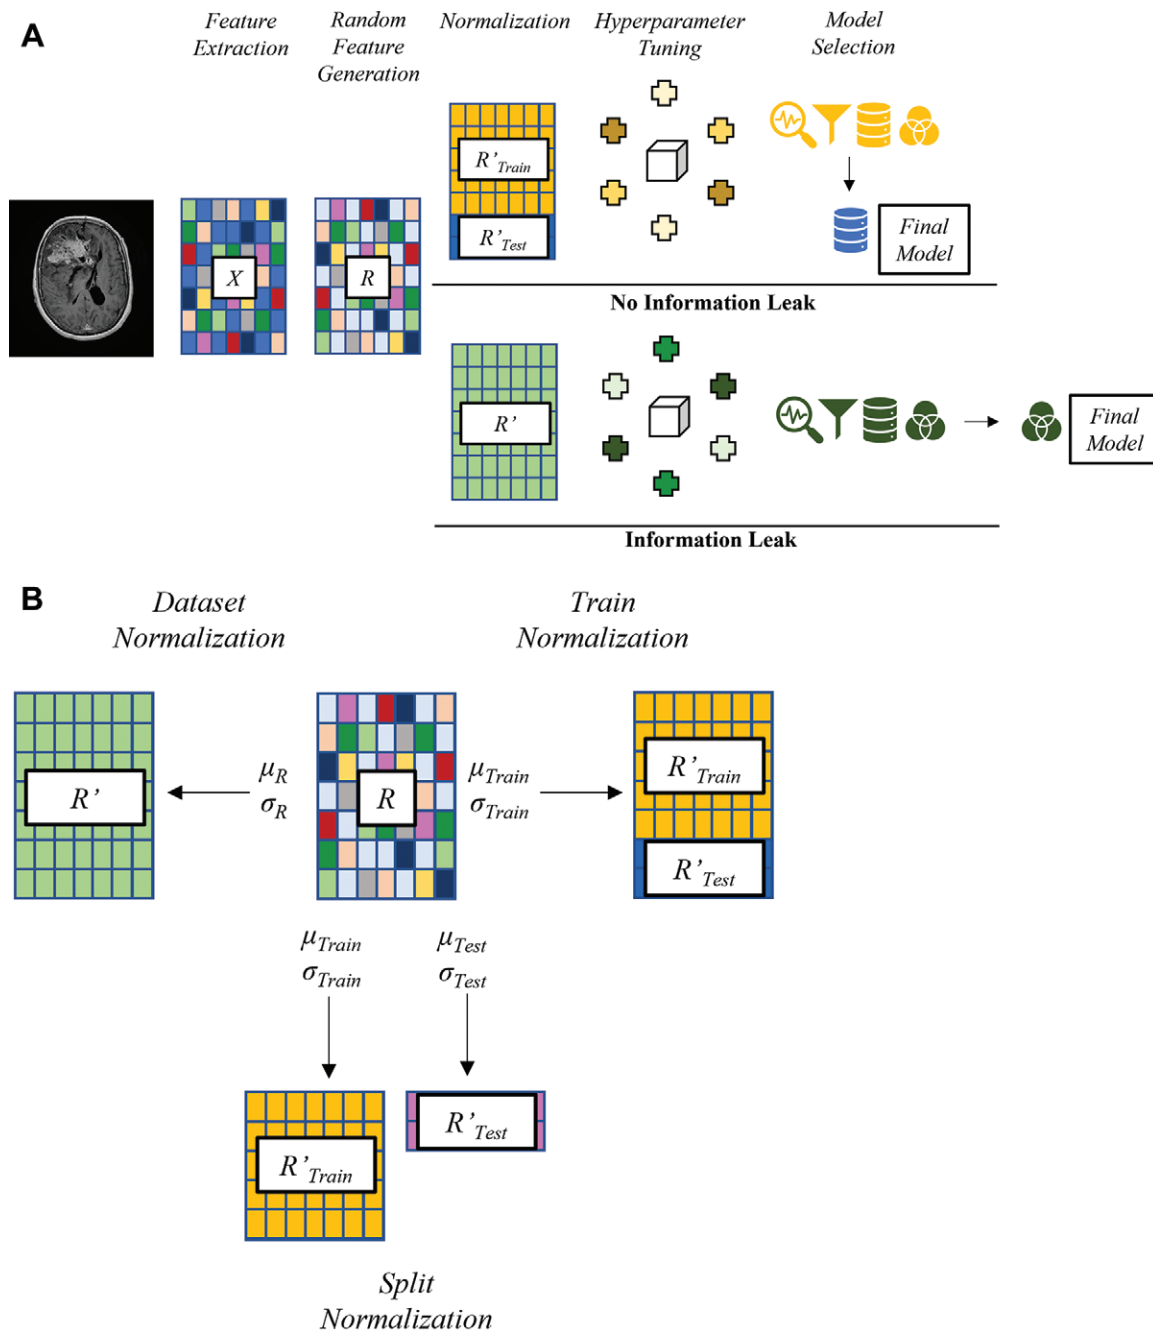 A
Feature
Extraction
Random
Feature
Generation
Normalization
Hyperparameter
Tuning
Model
Selection
R’Train
R’Test
X
R
Final
Model
No Information Leak
R’
Final
Model
Information Leak
B
Dataset
Normalization
Train
Normalization
R’
μR
σR
R
μTrain
σTrain
R’Train
R’Test
μTrain
σTrain
μTest
σTest
R’Train
R’Test
Split
Normalization